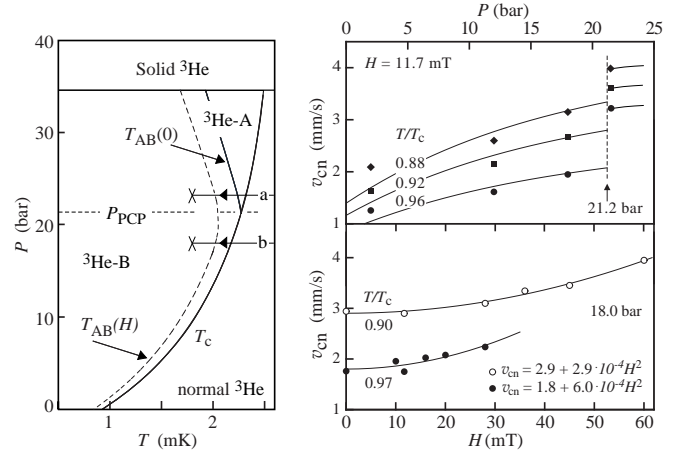 40
30
20
10
0
P (bar)
Solid ³He
³He-A
T_AB(0)
a
P_PCP
b
³He-B
T_AB(H)
T_c
normal ³He
1
2
T (mK)
P (bar)
0
5
10
15
20
25
H = 11.7 mT
4
3
2
1
v_cn (mm/s)
T/T_c
0.88
0.92
0.96
21.2 bar
4
3
2
1
v_cn (mm/s)
T/T_c
0.90
18.0 bar
0.97
v_cn = 2.9 + 2.9·10⁻⁴H²
v_cn = 1.8 + 6.0·10⁻⁴H²
0
10
20
30
40
50
60
H (mT)